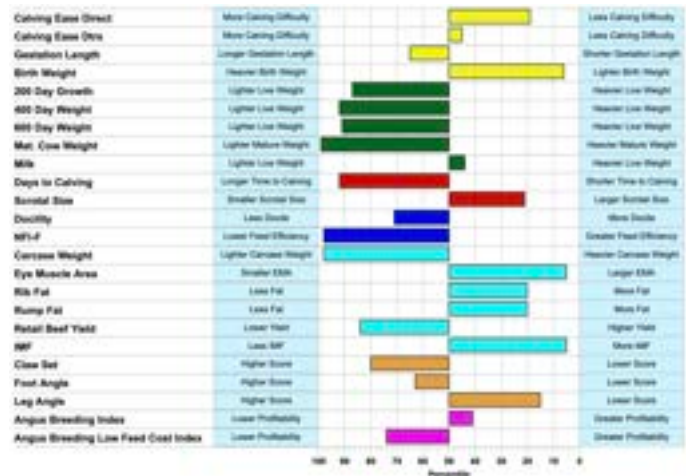 Calving Ease Direct More Calving Difficulty Less Calving Difficulty
Calving Ease Dtrs More Calving Difficulty Less Calving Difficulty
Gestation Length Longer Gestation Length Shorter Gestation Length
Birth Weight Heavier Birth Weight Lighter Birth Weight
200 Day Growth Lighter Live Weight Heavier Live Weight
400 Day Weight Lighter Live Weight Heavier Live Weight
600 Day Weight Lighter Live Weight Heavier Live Weight
Mat. Cow Weight Lighter Mature Weight Heavier Mature Weight
Milk Lighter Live Weight Heavier Live Weight
Days to Calving Longer Time to Calving Shorter Time to Calving
Scrotal Size Smaller Scrotal Size Larger Scrotal Size
Docility Less Docile More Docile
NFI-F Lower Feed Efficiency Greater Feed Efficiency
Carcase Weight Lighter Carcase Weight Heavier Carcase Weight
Eye Muscle Area Smaller EMA Larger EMA
Rib Fat Less Fat More Fat
Rump Fat Less Fat More Fat
Retail Beef Yield Lower Yield Higher Yield
IMF Less IMF More IMF
Claw Set Higher Score Lower Score
Foot Angle Higher Score Lower Score
Leg Angle Higher Score Lower Score
Angus Breeding Index Lower Profitability Greater Profitability
Angus Breeding Low Feed Cost Index Lower Profitability Greater Profitability
100 90 80 70 60 50 40 30 20 10 0
Percentile